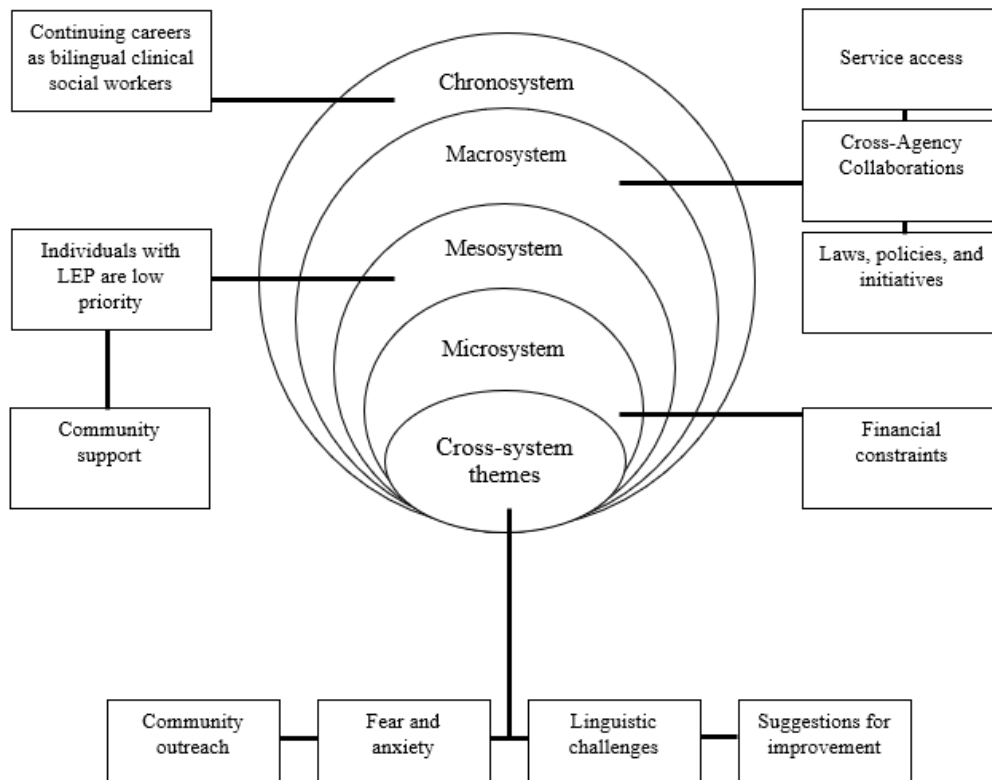 Continuing careers
as bilingual clinical
social workers
Chronosystem
Service access
Macrosystem
Cross-Agency
Collaborations
Individuals with
LEP are low
priority
Mesosystem
Laws, policies, and
initiatives
Microsystem
Community
support
Cross-system
themes
Financial
constraints
Community
outreach
Fear and
anxiety
Linguistic
challenges
Suggestions for
improvement